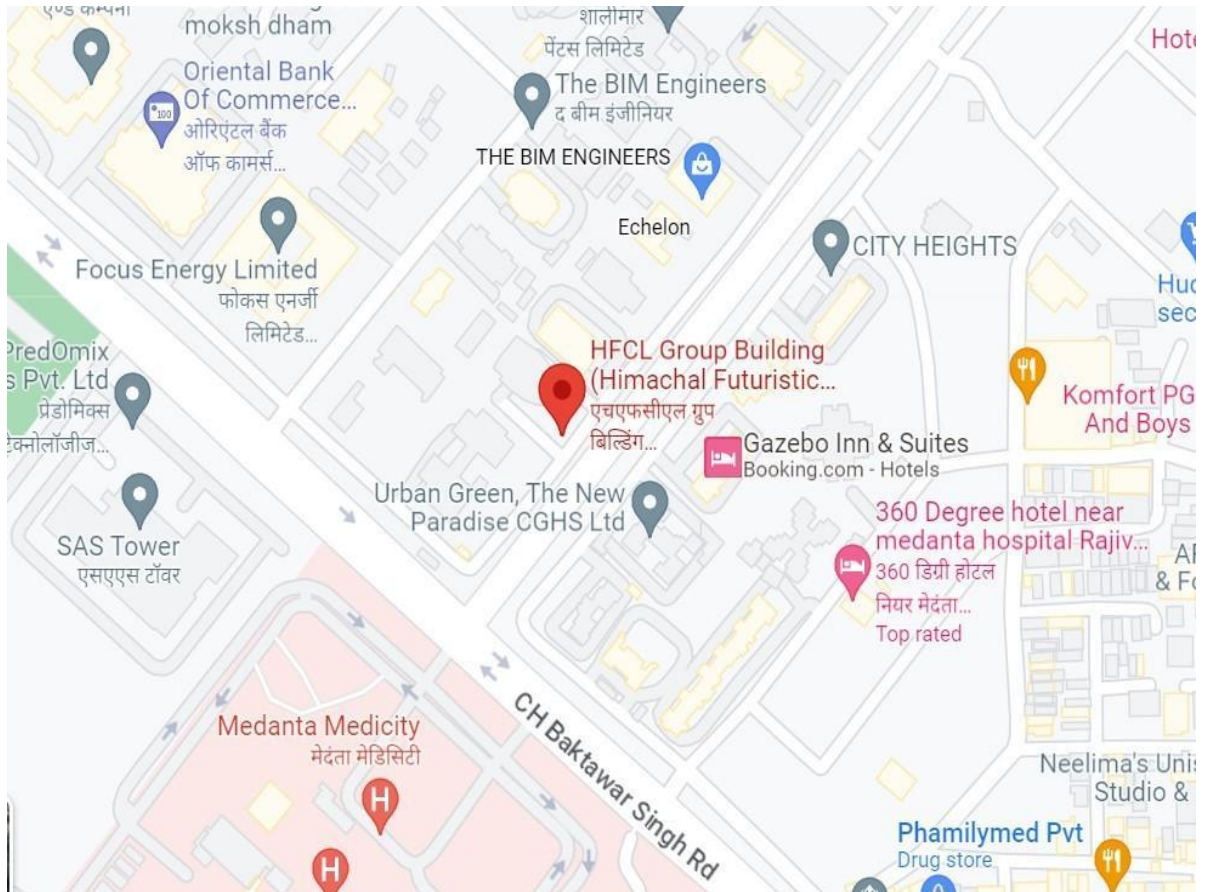 एण्ड कम्पनी
moksh dham
Oriental Bank
Of Commerce...
ओरिएंटल बैंक
ऑफ कामर्स...
शालीमार
पेंटस लिमिटेड
The BIM Engineers
द बीम इंजीनियर
THE BIM ENGINEERS
Echelon
CITY HEIGHTS
Focus Energy Limited
फोकस एनर्जी
लिमिटेड...
PredOmix
s Pvt. Ltd
प्रेडोमिक्स
टेक्नोलॉजीज...
HFCL Group Building
(Himachal Futuristic...
एचएफसीएल ग्रुप
बिल्डिंग...
Komfort PG
And Boys
Gazebo Inn & Suites
Booking.com - Hotels
Urban Green, The New
Paradise CGHS Ltd
SAS Tower
एसएएस टॉवर
360 Degree hotel near
medanta hospital Rajiv...
360 डिग्री होटल
नियर मेदंता...
Top rated
Medanta Medicity
मेदंता मेडिसिटी
H
H
CH Baktawar Singh Rd
Neelima's Unis
Studio &
Phamilymed Pvt
Drug store